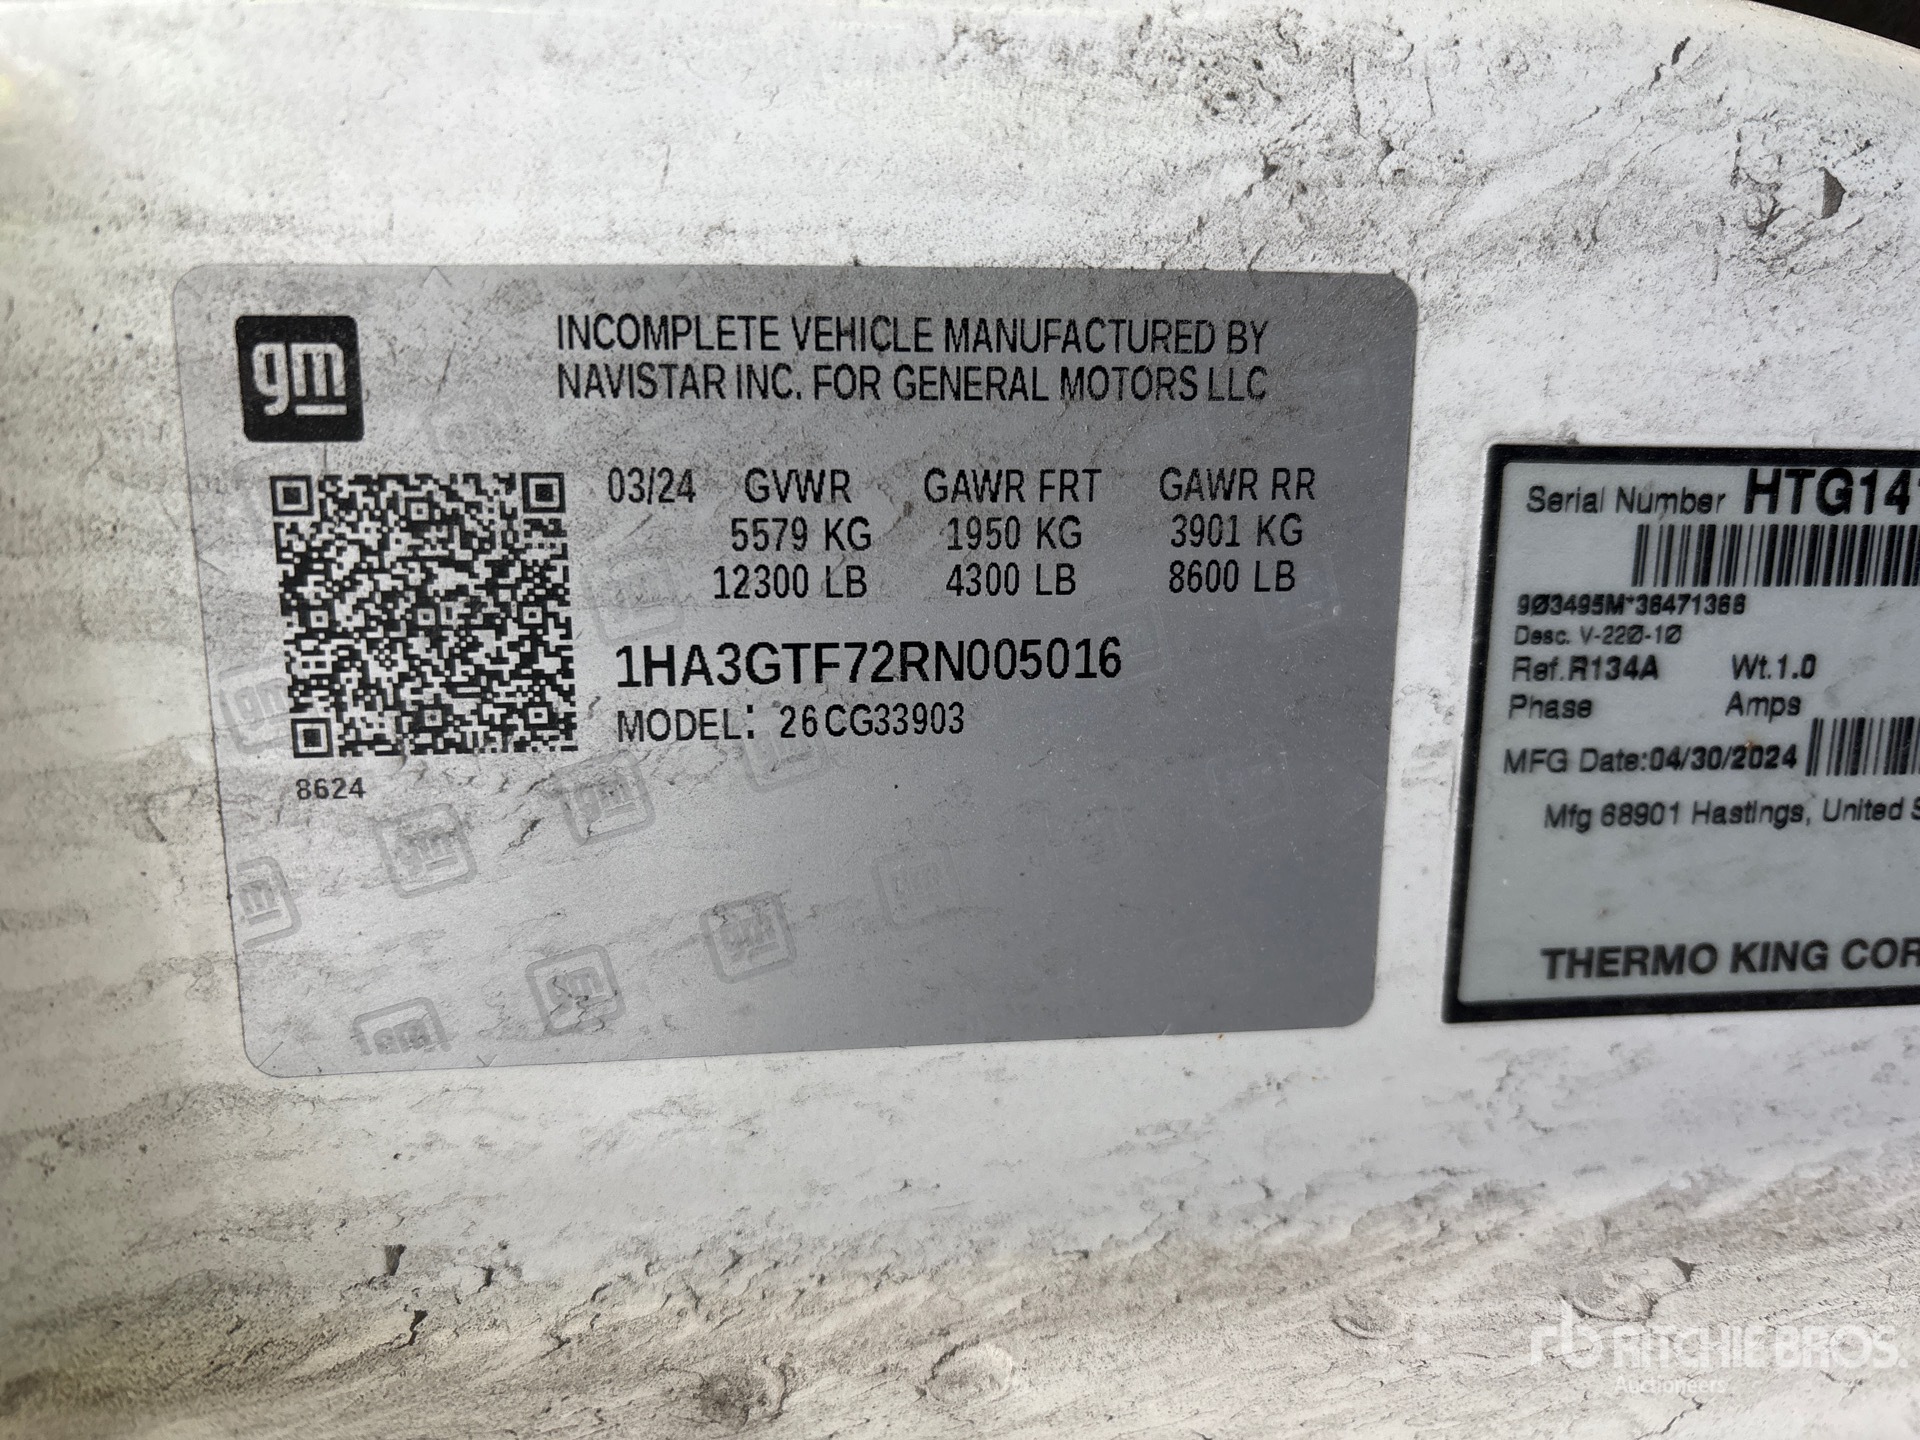 gm
INCOMPLETE VEHICLE MANUFACTURED BY
NAVISTAR INC. FOR GENERAL MOTORS LLC
03/24 GVWR GAWR FRT GAWR RR
5579 KG 1950 KG 3901 KG
12300 LB 4300 LB 8600 LB
1HA3GTF72RN005016
MODEL: 26CG33903
8624
Serial Number HTG14
9Ø3495M*38471368
Desc. V-22Ø-1Ø
Ref.R134A Wt.1.0
Phase Amps
MFG Date:04/30/2024
Mfg 68901 Hastings, United S
THERMO KING COR
rb RITCHIE BROS.
Auctioneers